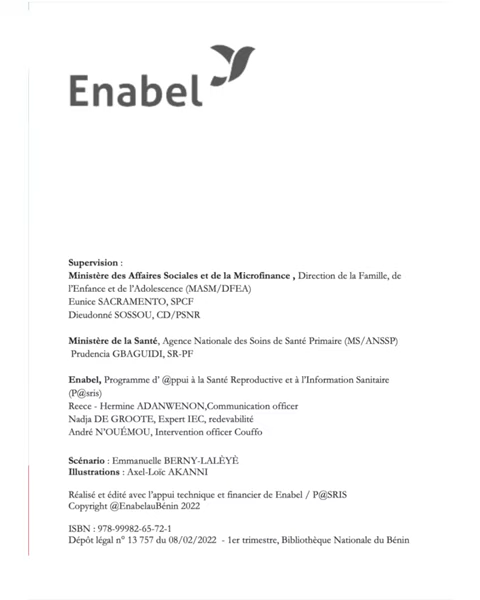 Enabel
Supervision :
Ministère des Affaires Sociales et de la Microfinance , Direction de la Famille, de
l'Enfance et de l'Adolescence (MASM/DFEA)
Eunice SACRAMENTO, SPCF
Dieudonné SOSSOU, CD/PSNR
Ministère de la Santé, Agence Nationale des Soins de Santé Primaire (MS/ANSSP)
Prudencia GBAGUIDI, SR-PF
Enabel, Programme d' @ppui à la Santé Reproductive et à l'Information Sanitaire
(P@sris)
Reece - Hermine ADANWENON,Communication officer
Nadja DE GROOTE, Expert IEC, redevabilité
André N'OUÉMOU, Intervention officer Couffo
Scénario : Emmanuelle BERNY-LALÈYÈ
Illustrations : Axel-Loïc AKANNI
Réalisé et édité avec l'appui technique et financier de Enabel / P@SRIS
Copyright @EnabelauBénin 2022
ISBN : 978-99982-65-72-1
Dépôt légal n° 13 757 du 08/02/2022 - 1er trimestre, Bibliothèque Nationale du Bénin